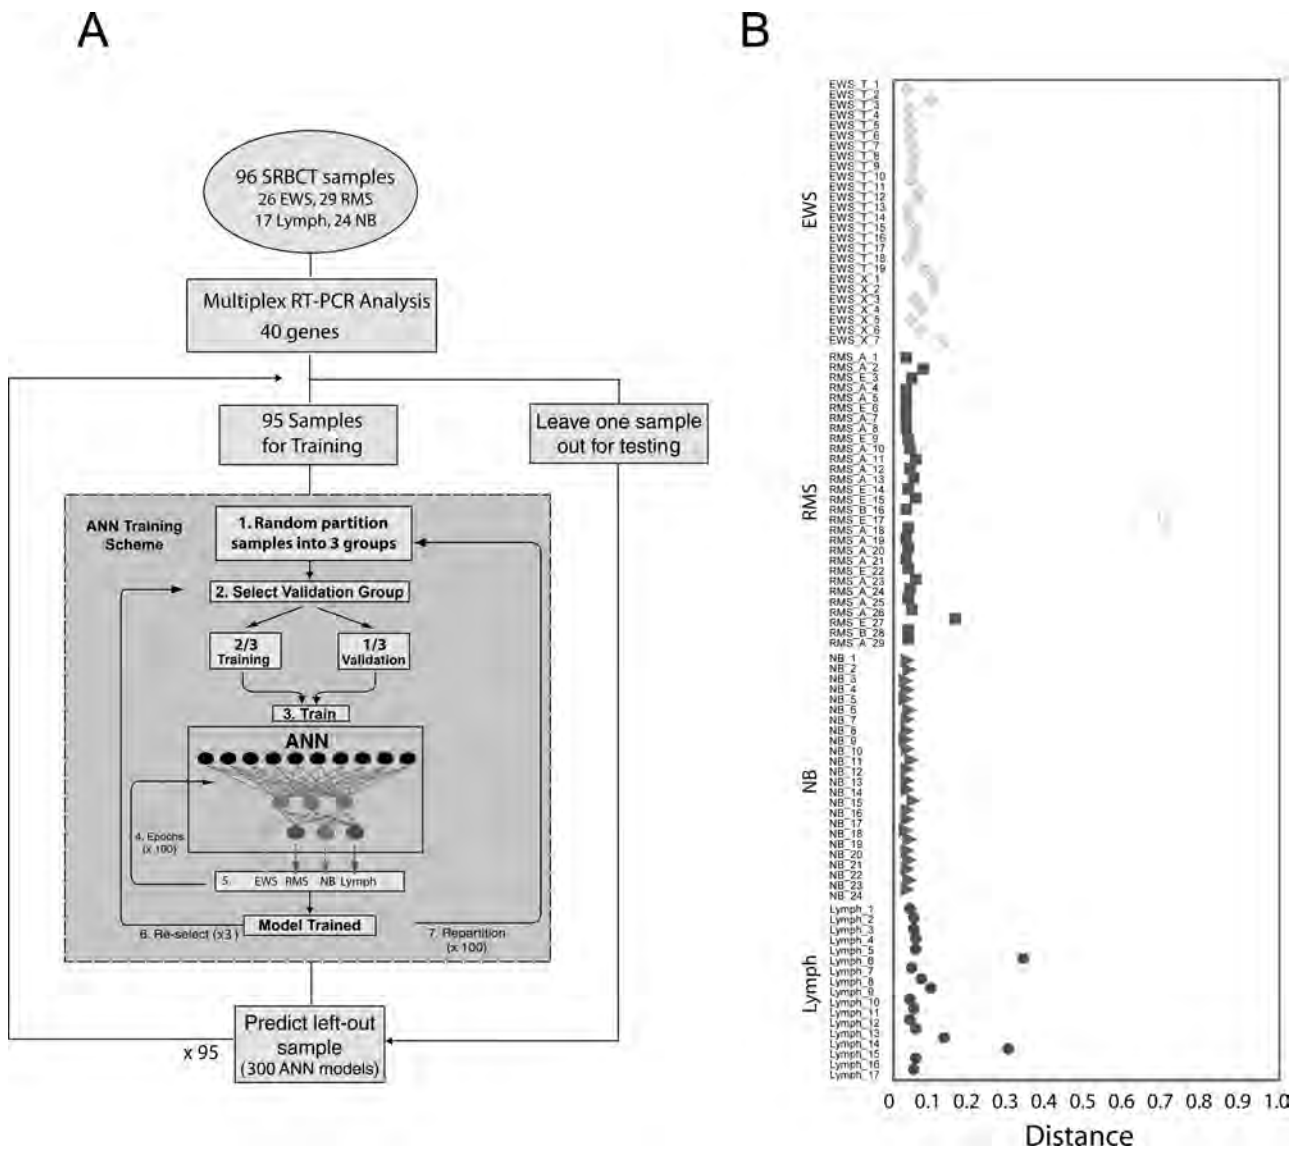 A
96 SRBCT samples
26 EWS, 29 RMS
17 Lymph, 24 NB
Multiplex RT-PCR Analysis
40 genes
95 Samples
for Training
Leave one sample
out for testing
ANN Training
Scheme
1. Random partition
samples into 3 groups
2. Select Validation Group
2/3
Training
1/3
Validation
3. Train
ANN
4. Epochs
(x 100)
5. EWS RMS NB Lymph
Model Trained
6. Re-select (x3)
7. Repartition
(x 100)
Predict left-out
sample
(300 ANN models)
x 95
B
EWS
EWS_T_1
EWS_T_2
EWS_T_3
EWS_T_4
EWS_T_5
EWS_T_6
EWS_T_7
EWS_T_8
EWS_T_9
EWS_T_10
EWS_T_11
EWS_T_12
EWS_T_13
EWS_T_14
EWS_T_15
EWS_T_16
EWS_T_17
EWS_T_18
EWS_T_19
EWS_X_1
EWS_X_2
EWS_X_3
EWS_X_4
EWS_X_5
EWS_X_6
EWS_X_7
RMS
RMS_A_1
RMS_A_2
RMS_E_3
RMS_A_4
RMS_A_5
RMS_E_6
RMS_A_7
RMS_A_8
RMS_E_9
RMS_A_10
RMS_A_11
RMS_A_12
RMS_A_13
RMS_E_14
RMS_E_15
RMS_B_16
RMS_E_17
RMS_A_18
RMS_A_19
RMS_A_20
RMS_A_21
RMS_E_22
RMS_A_23
RMS_A_24
RMS_A_25
RMS_A_26
RMS_E_27
RMS_B_28
RMS_A_29
NB
NB_1
NB_2
NB_3
NB_4
NB_5
NB_6
NB_7
NB_8
NB_9
NB_10
NB_11
NB_12
NB_13
NB_14
NB_15
NB_16
NB_17
NB_18
NB_19
NB_20
NB_21
NB_22
NB_23
NB_24
Lymph
Lymph_1
Lymph_2
Lymph_3
Lymph_4
Lymph_5
Lymph_6
Lymph_7
Lymph_8
Lymph_9
Lymph_10
Lymph_11
Lymph_12
Lymph_13
Lymph_14
Lymph_15
Lymph_16
Lymph_17
0 0.1 0.2 0.3 0.4 0.5 0.6 0.7 0.8 0.9 1.0
Distance